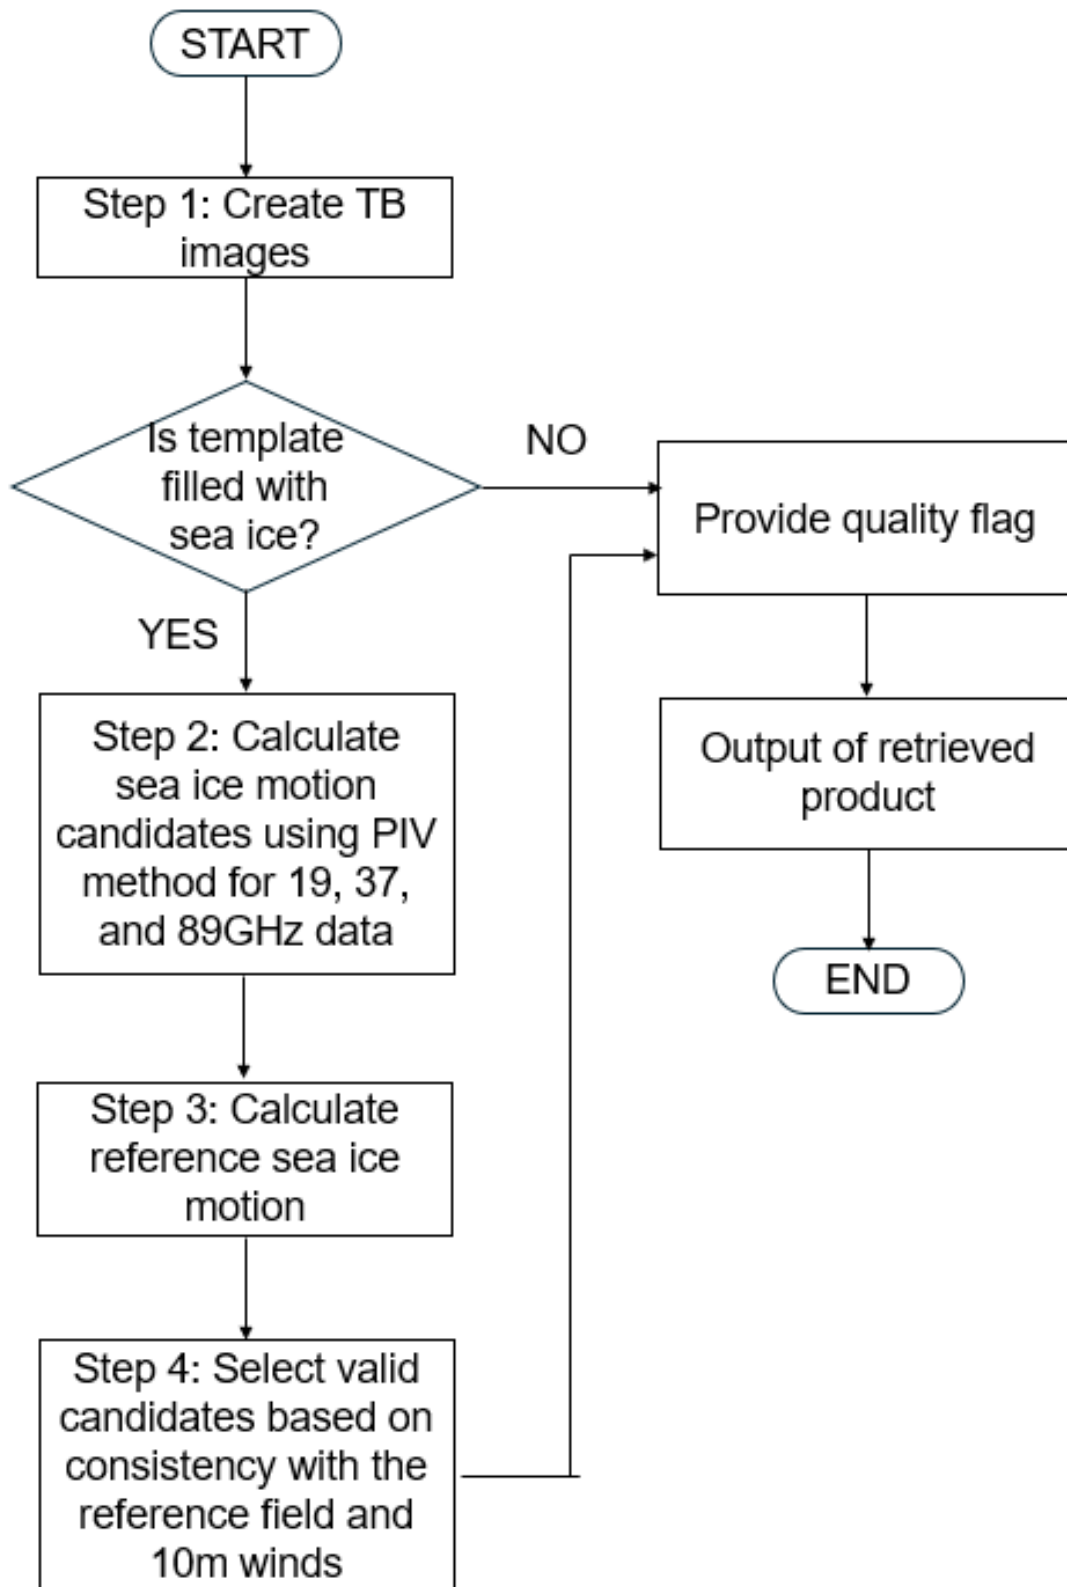 START
Step 1: Create TB
images
Is template
filled with
sea ice?
NO
YES
Provide quality flag
Step 2: Calculate
sea ice motion
candidates using PIV
method for 19, 37,
and 89GHz data
Output of retrieved
product
END
Step 3: Calculate
reference sea ice
motion
Step 4: Select valid
candidates based on
consistency with the
reference field and
10m winds